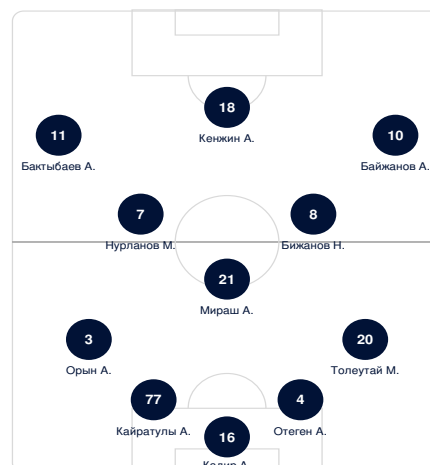 18
Кенжин А.
11
10
Бактыбаев А.
Байжанов А.
7
8
Нурланов М.
Бижанов Н.
21
Мираш А.
3
20
Орын А.
Толеутай М.
77
4
Кайратулы А.
Отеген А.
16